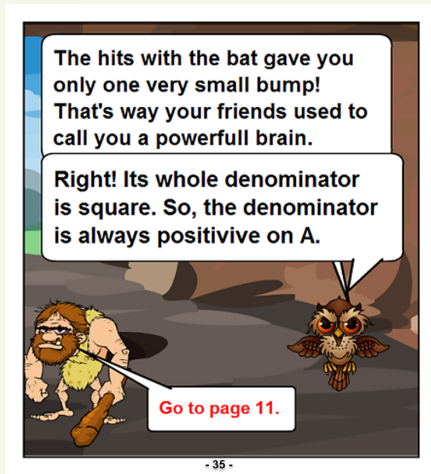 The hits with the bat gave you
only one very small bump!
That's way your friends used to
call you a powerfull brain.
Right! Its whole denominator
is square. So, the denominator
is always positivive on A.
Go to page 11.
- 35 -